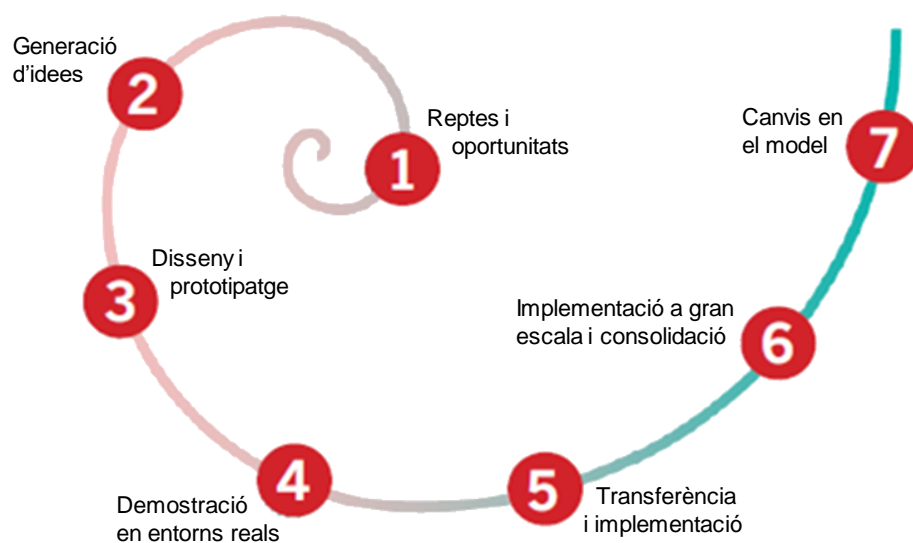 1
Reptes i
oportunitats
2
Generació
d'idees
3
Disseny i
prototipatge
4
Demostració
en entorns reals
5
Transferència
i implementació
6
Implementació a gran
escala i consolidació
7
Canvis en
el model